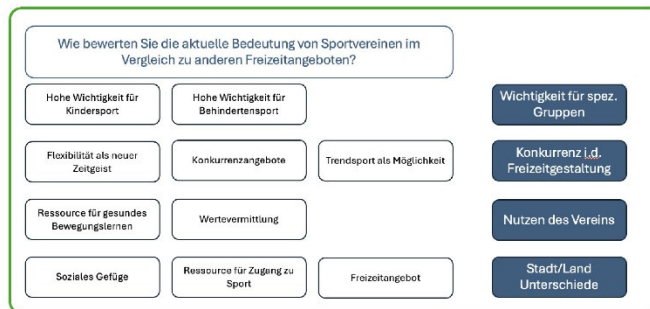 Wie bewerten Sie die aktuelle Bedeutung von Sportvereinen im
Vergleich zu anderen Freizeitangeboten?
Hohe Wichtigkeit für
Kindersport
Hohe Wichtigkeit für
Behindertensport
Wichtigkeit für spez.
Gruppen
Flexibilität als neuer
Zeitgeist
Konkurrenzangebote
Trendsport als Möglichkeit
Konkurrenz i.d.
Freizeitgestaltung
Ressource für gesundes
Bewegungslernen
Wertevermittlung
Nutzen des Vereins
Soziales Gefüge
Ressource für Zugang zu
Sport
Freizeitangebot
Stadt/Land
Unterschiede